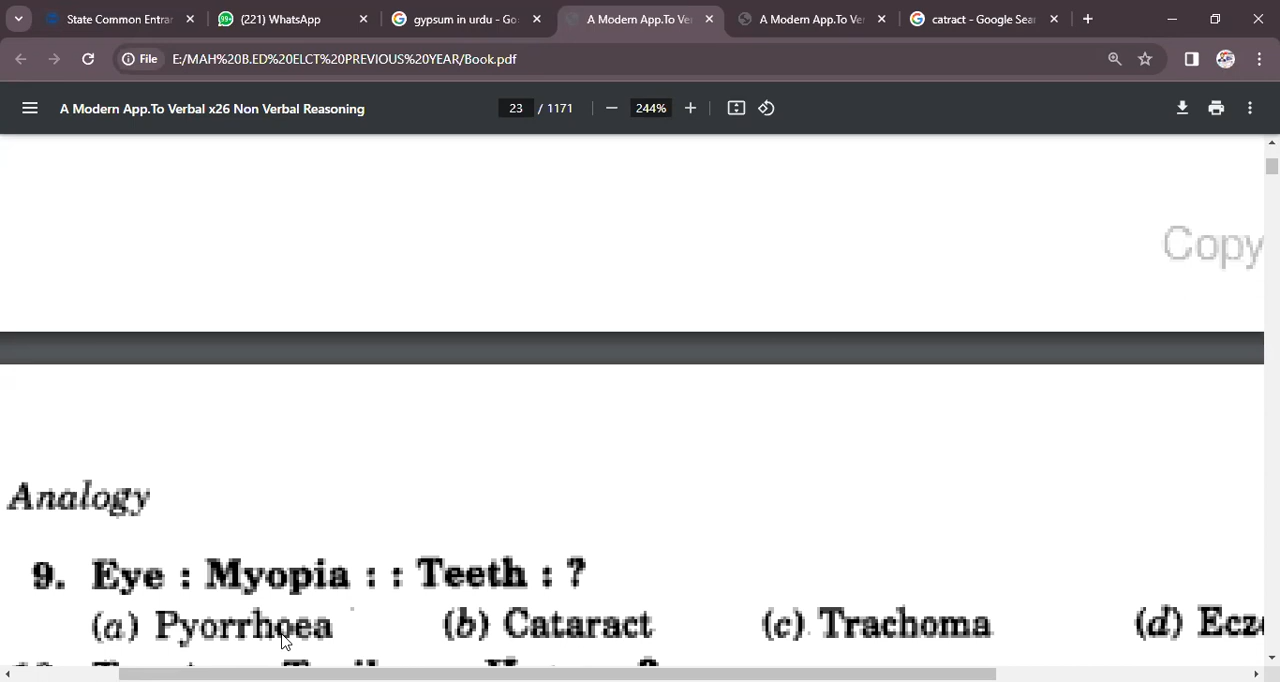 State Common Entrar
(221) WhatsApp
gypsum in urdu - Go
A Modern App.To Ve
A Modern App.To Ve
catract - Google Sea
File
E:/MAH%20B.ED%20ELCT%20PREVIOUS%20YEAR/Book.pdf
A Modern App.To Verbal x26 Non Verbal Reasoning
23 / 1171
244%
Copy
Analogy
9. Eye : Myopia : : Teeth : ?
(a) Pyorrhoea (b) Cataract (c) Trachoma (d) Ecze